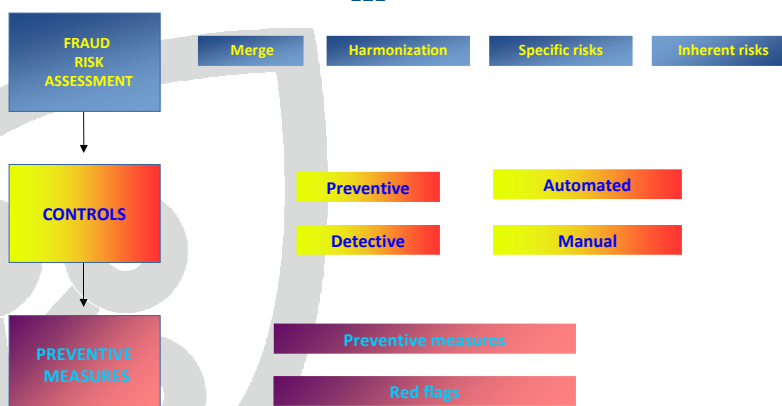 FRAUD
RISK
ASSESSMENT
Merge
Harmonization
Specific risks
Inherent risks
CONTROLS
Preventive
Automated
Detective
Manual
PREVENTIVE
MEASURES
Preventive measures
Red flags